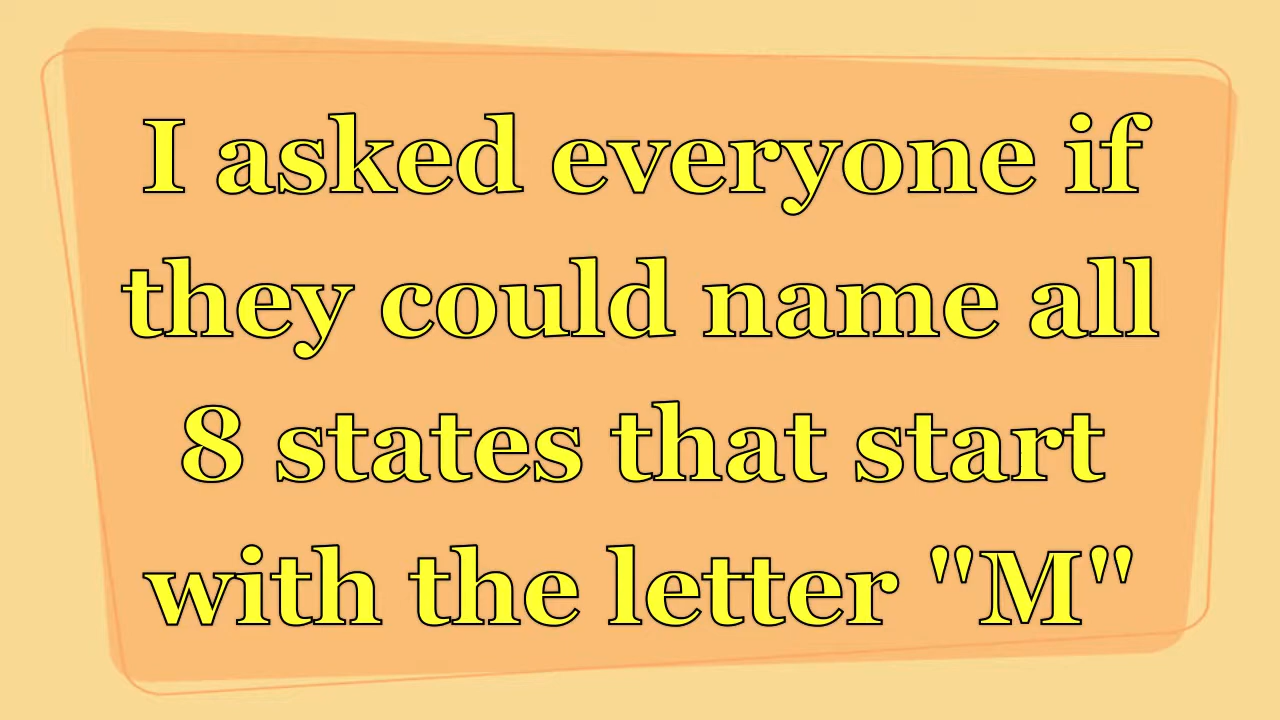 I asked everyone if
they could name all
8 states that start
with the letter "M"